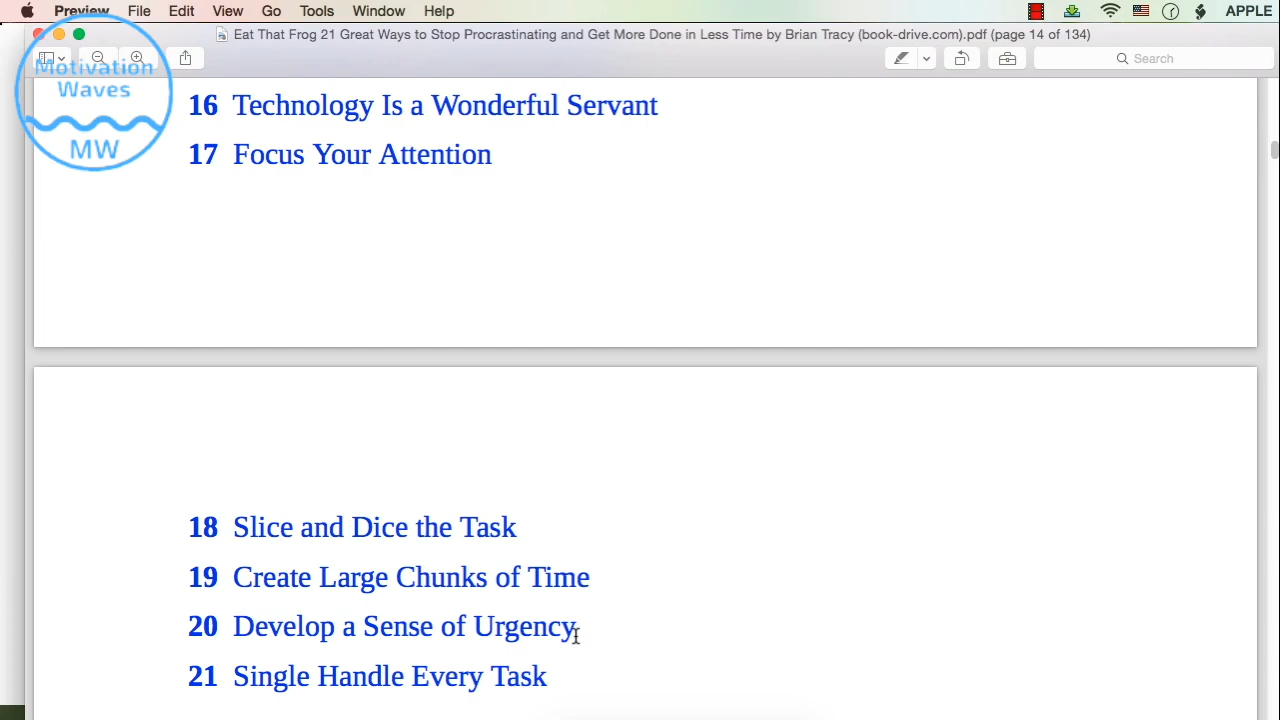 Preview File Edit View Go Tools Window Help APPLE
Eat That Frog 21 Great Ways to Stop Procrastinating and Get More Done in Less Time by Brian Tracy (book-drive.com).pdf (page 14 of 134)
Search
Motivation
Waves
MW
16 Technology Is a Wonderful Servant
17 Focus Your Attention
18 Slice and Dice the Task
19 Create Large Chunks of Time
20 Develop a Sense of Urgency
21 Single Handle Every Task